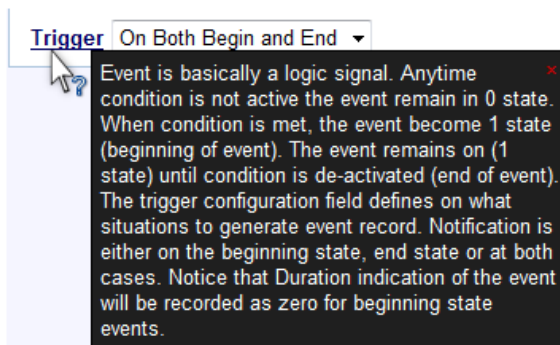 Trigger On Both Begin and End
Event is basically a logic signal. Anytime
condition is not active the event remain in 0 state.
When condition is met, the event become 1 state
(beginning of event). The event remains on (1
state) until condition is de-activated (end of event).
The trigger configuration field defines on what
situations to generate event record. Notification is
either on the beginning state, end state or at both
cases. Notice that Duration indication of the event
will be recorded as zero for beginning state
events.